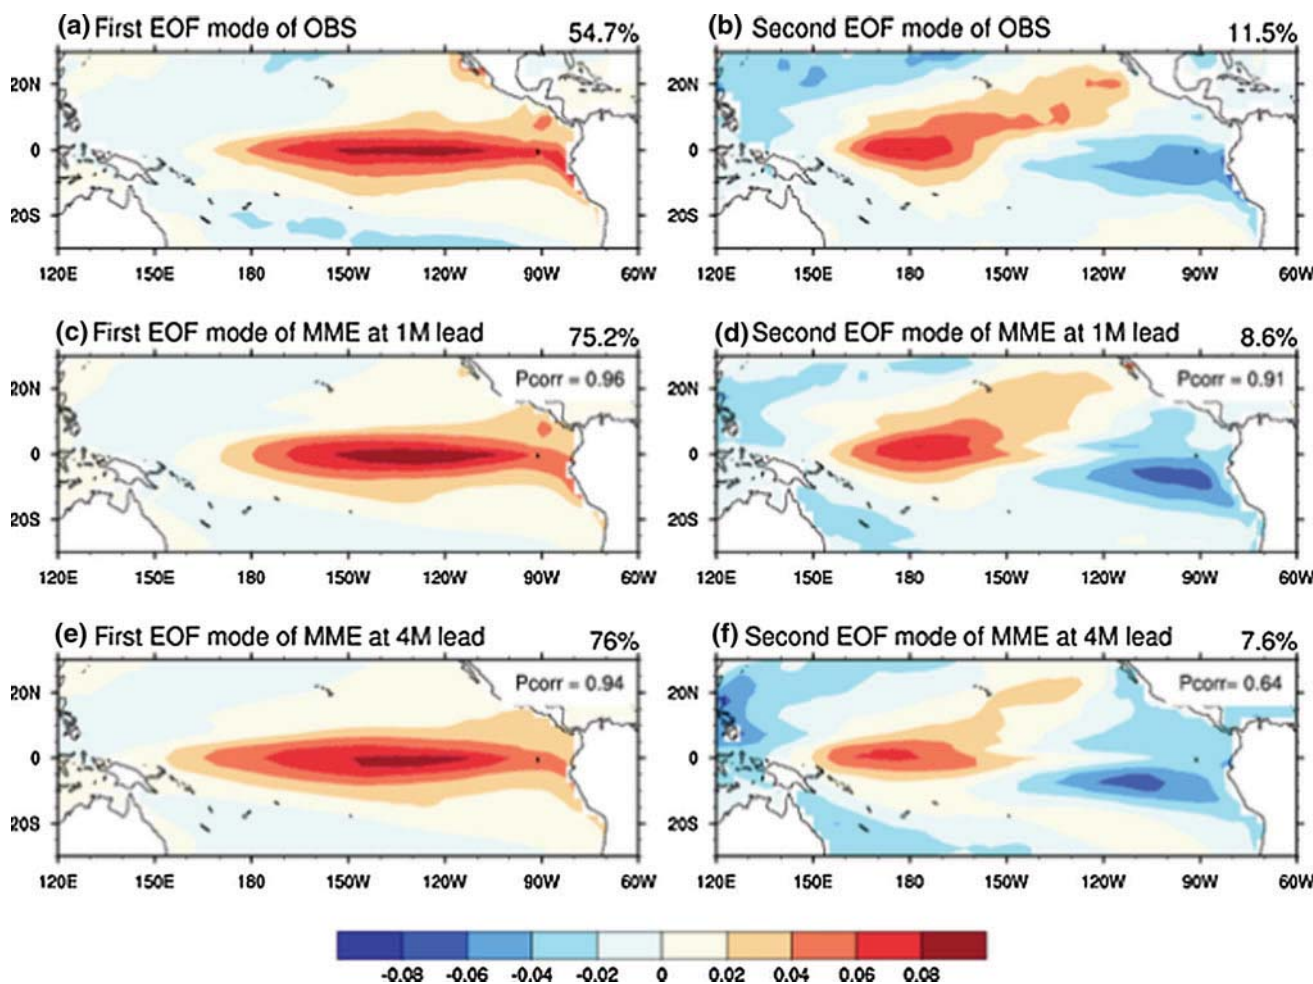 (a) First EOF mode of OBS 54.7%
(b) Second EOF mode of OBS 11.5%
20N
0
20S
120E 150E 180 150W 120W 90W 60W
20N
0
20S
120E 150E 180 150W 120W 90W 60W
(c) First EOF mode of MME at 1M lead 75.2%
(d) Second EOF mode of MME at 1M lead 8.6%
Pcorr = 0.96
20N
0
20S
120E 150E 180 150W 120W 90W 60W
Pcorr = 0.91
20N
0
20S
120E 150E 180 150W 120W 90W 60W
(e) First EOF mode of MME at 4M lead 76%
(f) Second EOF mode of MME at 4M lead 7.6%
Pcorr = 0.94
20N
0
20S
120E 150E 180 150W 120W 90W 60W
Pcorr= 0.64
20N
0
20S
120E 150E 180 150W 120W 90W 60W
-0.08 -0.06 -0.04 -0.02 0 0.02 0.04 0.06 0.08